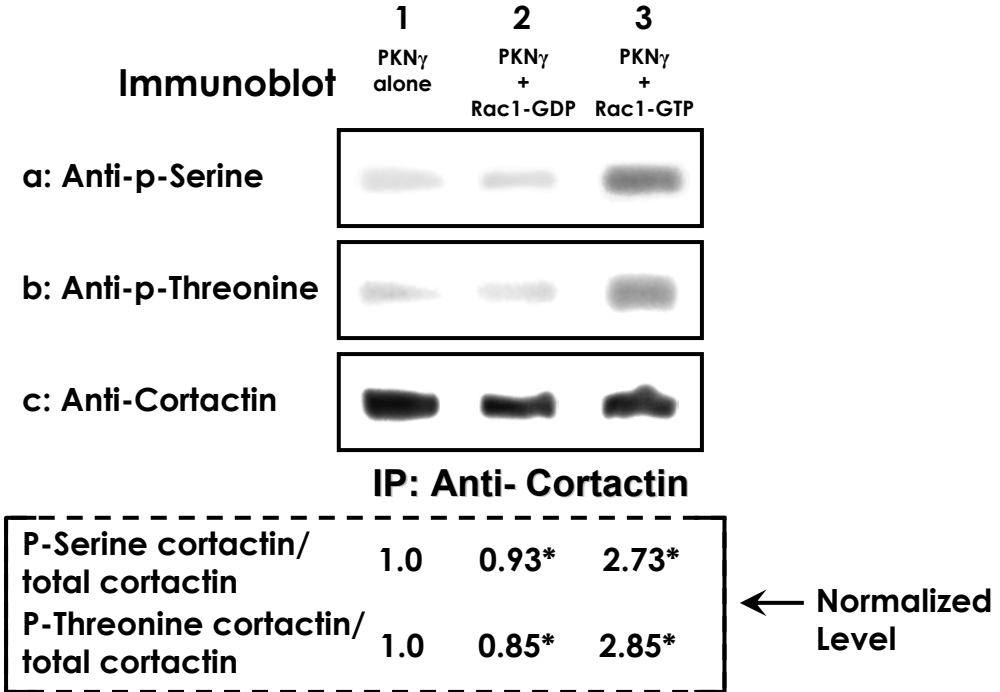 1 2 3
PKNγ PKNγ PKNγ
alone + +
Rac1-GDP Rac1-GTP
Immunoblot
a: Anti-p-Serine
b: Anti-p-Threonine
c: Anti-Cortactin
IP: Anti- Cortactin
P-Serine cortactin/
total cortactin 1.0 0.93* 2.73*
P-Threonine cortactin/
total cortactin 1.0 0.85* 2.85*
Normalized
Level